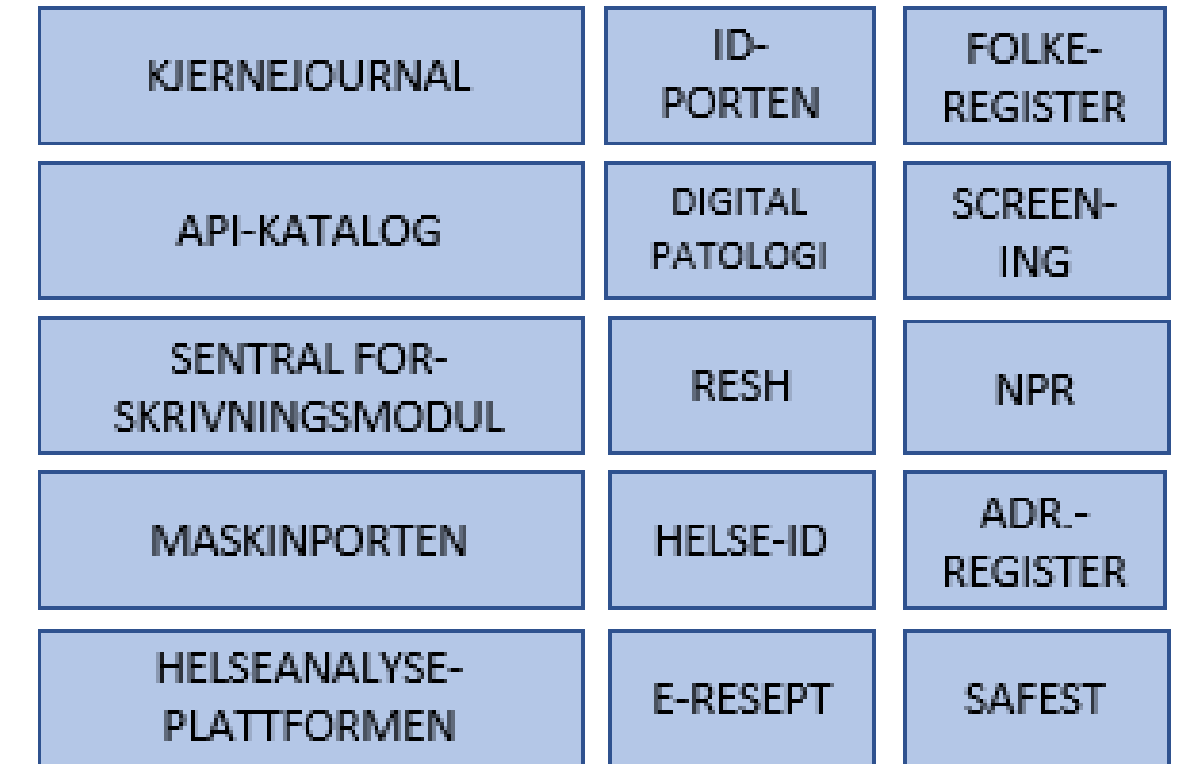 KJERNEJOURNAL
ID-
PORTEN
FOLKE-
REGISTER
API-KATALOG
DIGITAL
PATOLOGI
SCREEN-
ING
SENTRAL FOR-
SKRIVNINGSMODUL
RESH
NPR
MASKINPORTEN
HELSE-ID
ADR.-
REGISTER
HELSEANALYSE-
PLATTFORMEN
E-RESEPT
SAFEST